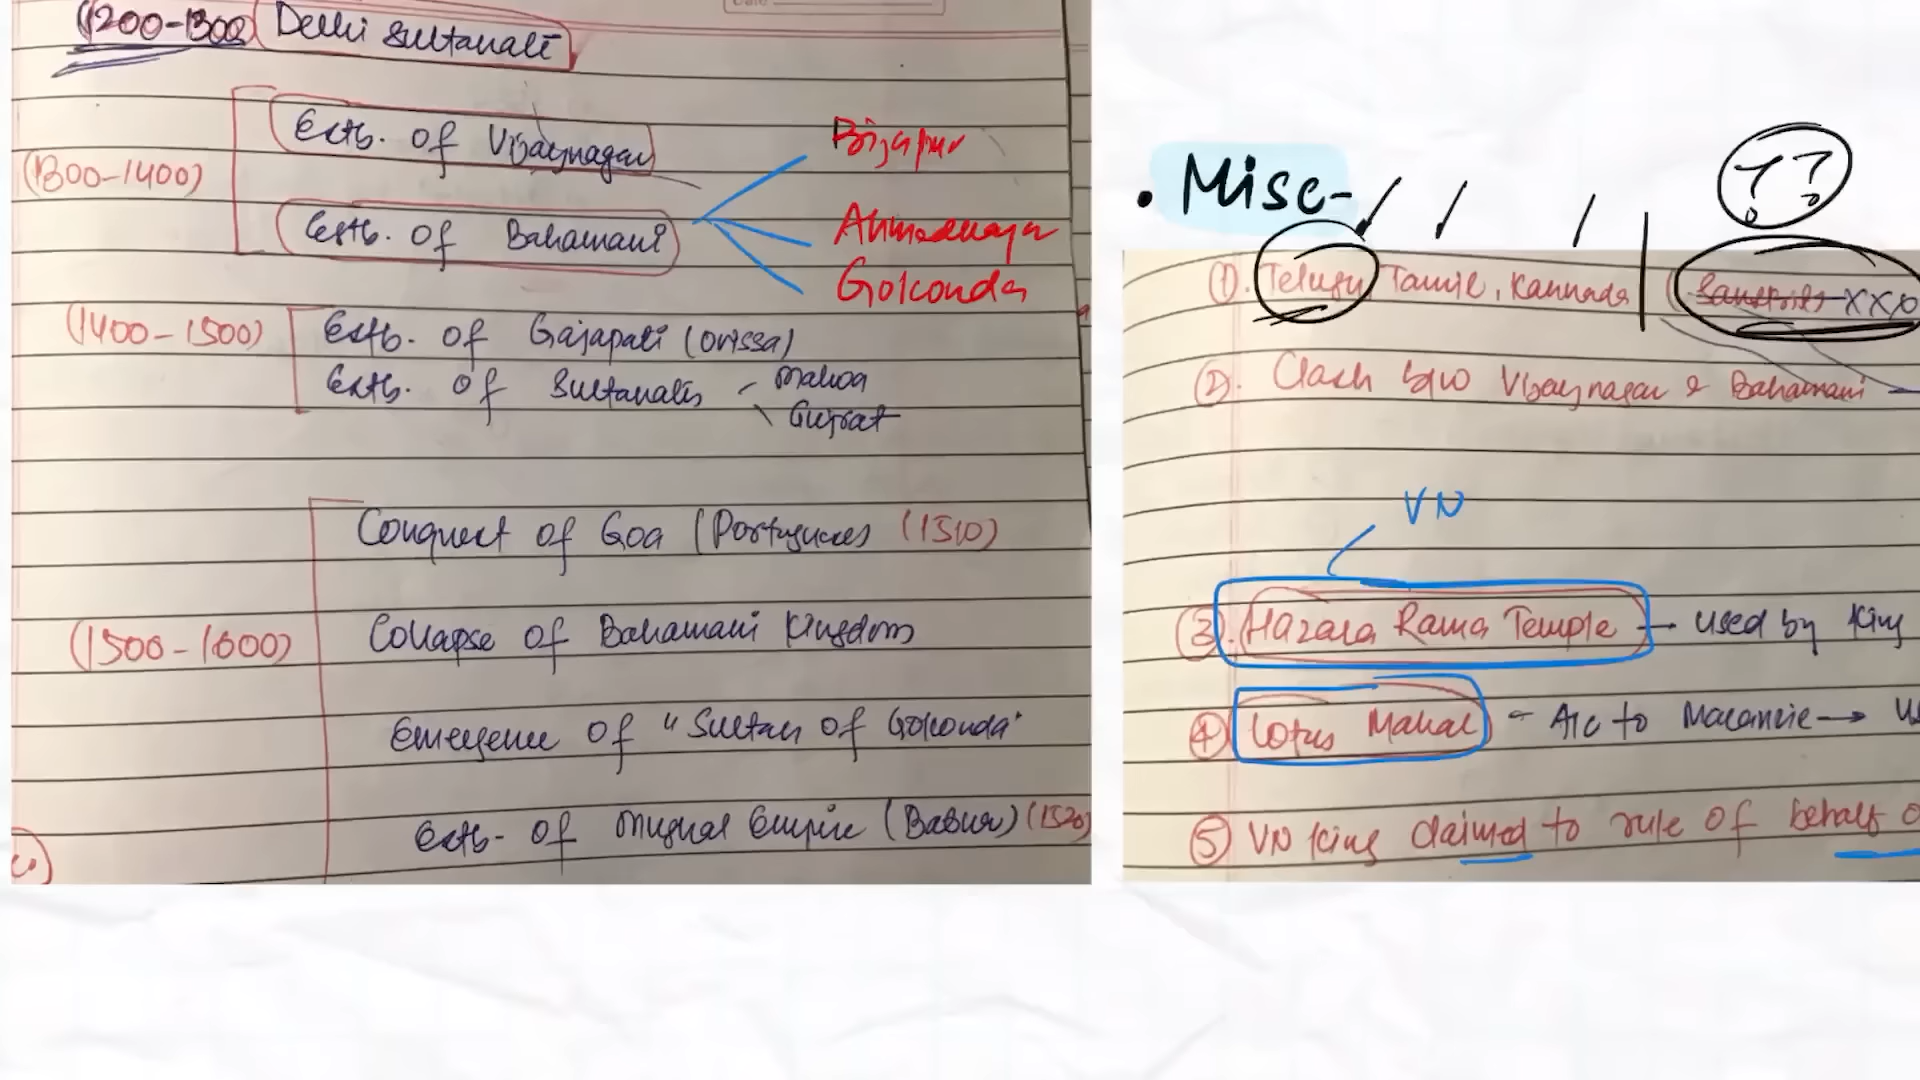 (1200-1300) Delhi Sultanate
(1300-1400)
Estb. of Vijaynagar
Estb. of Bahamani
Bijapur
Ahmednagar
Golconda
(1400-1500)
Estb. of Gajapati (Orissa)
Estb. of Sultanates - Malwa
Gujrat
(1500-1600)
Conquest of Goa (Portugueses (1510)
Collapse of Bahamani Kingdom
Emergence of "Sultan of Golconda"
Estb- of Mughal Empire (Babur) (1526)
• Misc-
??
①. Telugu, Tamil, Kannada (Sanskrit XXX
②. Clash b/w Vijaynagar & Bahamani
VN
③. Hazara Rama Temple → used by King
④ Lotus Mahal - A/c to Macanzie →
⑤ VN King claimed to rule of behalf